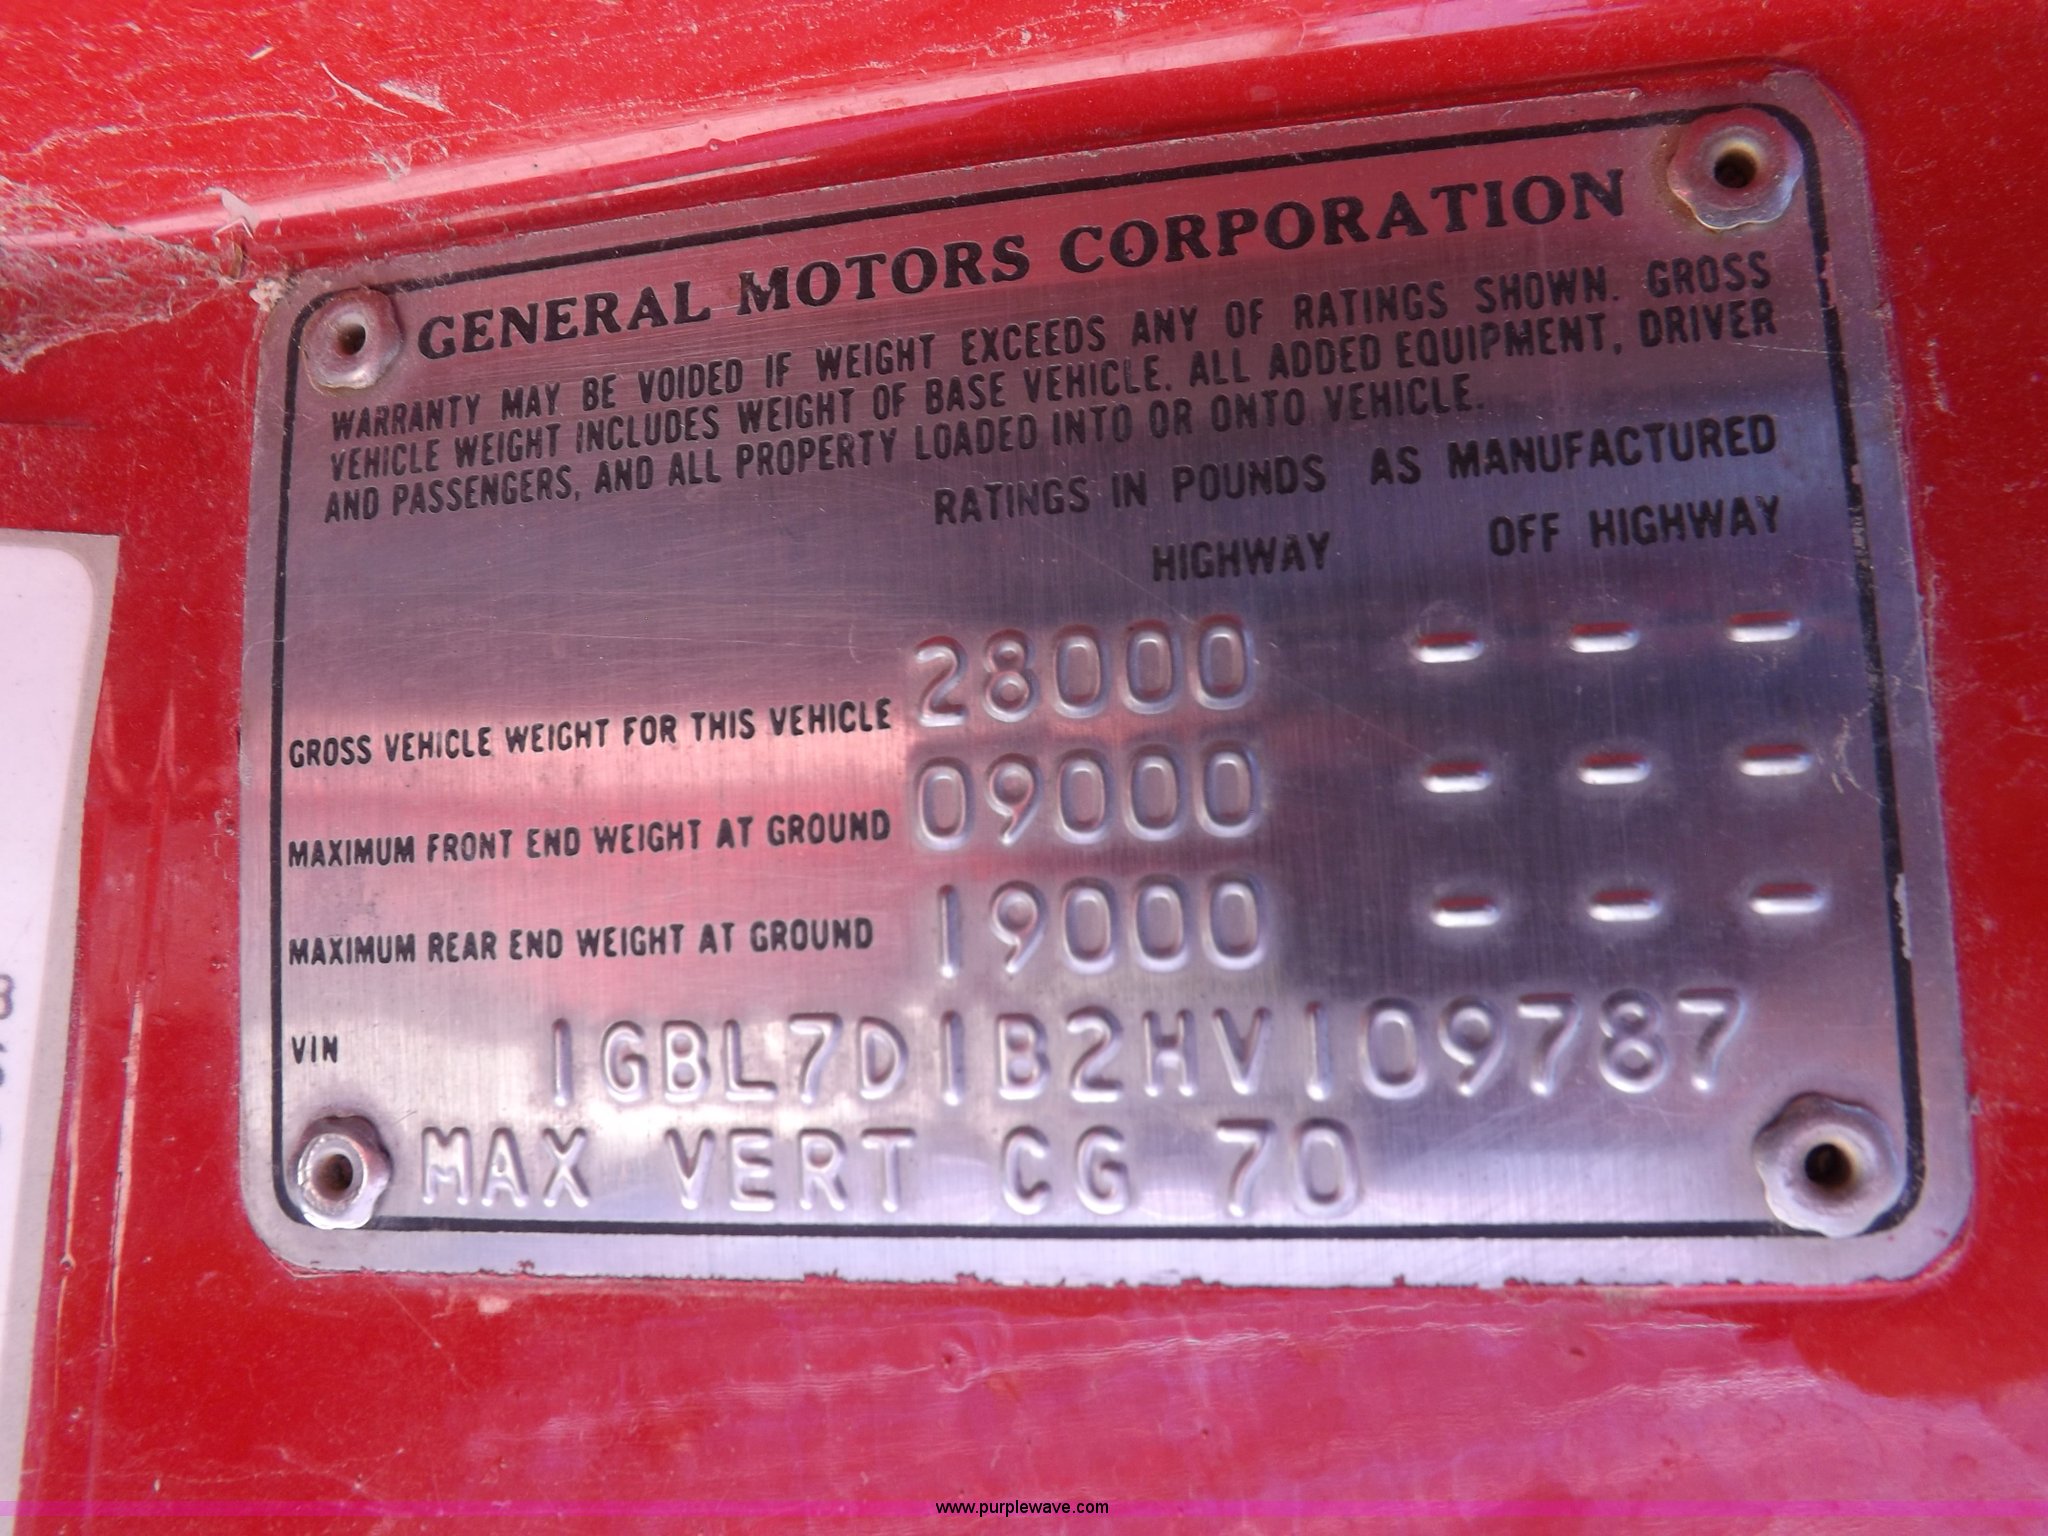 GENERAL MOTORS CORPORATION
WARRANTY MAY BE VOIDED IF WEIGHT EXCEEDS ANY OF RATINGS SHOWN. GROSS
VEHICLE WEIGHT INCLUDES WEIGHT OF BASE VEHICLE. ALL ADDED EQUIPMENT, DRIVER
AND PASSENGERS, AND ALL PROPERTY LOADED INTO OR ONTO VEHICLE.
RATINGS IN POUNDS AS MANUFACTURED
HIGHWAY OFF HIGHWAY
GROSS VEHICLE WEIGHT FOR THIS VEHICLE 28000 - - -
MAXIMUM FRONT END WEIGHT AT GROUND 09000 - - -
MAXIMUM REAR END WEIGHT AT GROUND 19000 - - -
VIN 1GBL7D1B2HV109787
MAX VERT CG 70
www.purplewave.com